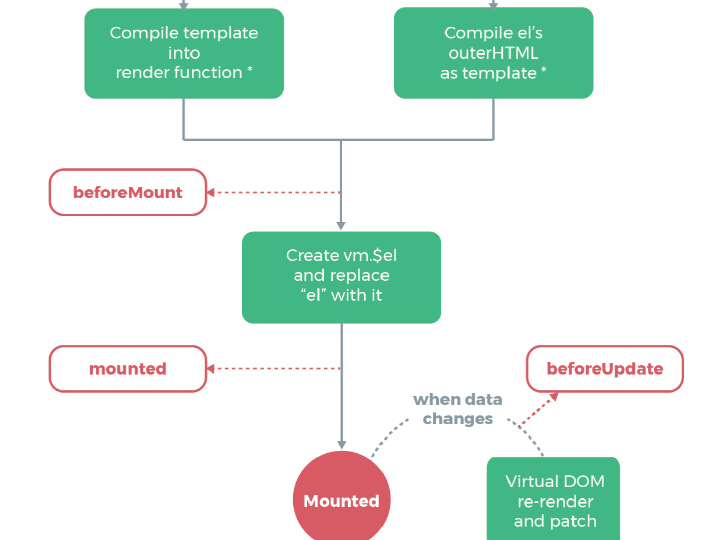 Compile template
into
render function *
Compile el’s
outerHTML
as template *
beforeMount
Create vm.$el
and replace
“el” with it
mounted
beforeUpdate
when data
changes
Mounted
Virtual DOM
re-render
and patch